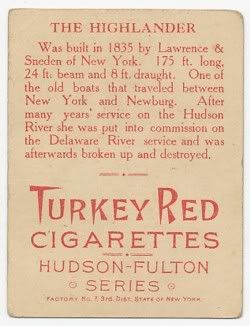 THE HIGHLANDER
Was built in 1835 by Lawrence &
Sneden of New York. 175 ft. long,
24 ft. beam and 8 ft. draught. One of
the old boats that traveled between
New York and Newburg. After
many years' service on the Hudson
River she was put into commission on
the Delaware River service and was
afterwards broken up and destroyed.
TURKEY RED
CIGARETTES
HUDSON-FULTON
SERIES
FACTORY No. 7, 3rd. DIST. STATE OF NEW YORK.